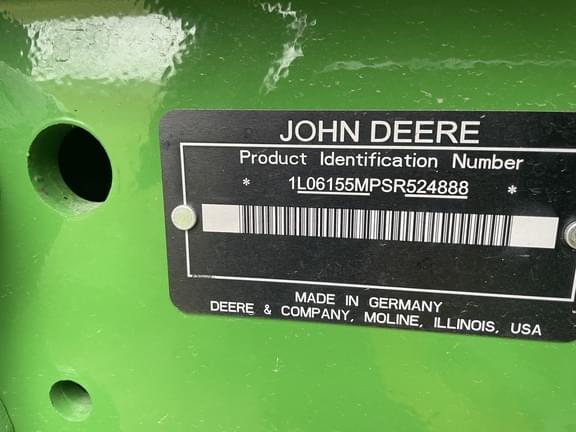 JOHN DEERE
Product Identification Number
* 1L06155MPSR524888 *
MADE IN GERMANY
DEERE & COMPANY, MOLINE, ILLINOIS, USA